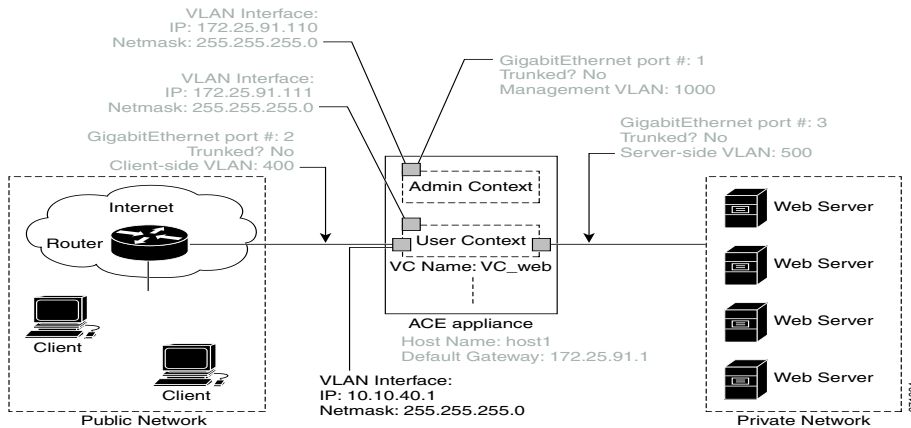 VLAN Interface:
IP: 172.25.91.110
Netmask: 255.255.255.0
GigabitEthernet port #: 1
Trunked? No
Management VLAN: 1000
VLAN Interface:
IP: 172.25.91.111
Netmask: 255.255.255.0
GigabitEthernet port #: 2
Trunked? No
Client-side VLAN: 400
GigabitEthernet port #: 3
Trunked? No
Server-side VLAN: 500
Admin Context
Internet
Router
User Context
VC Name: VC_web
Web Server
Web Server
Web Server
Web Server
ACE appliance
Host Name: host1
Default Gateway: 172.25.91.1
Client
Client
VLAN Interface:
IP: 10.10.40.1
Netmask: 255.255.255.0
Public Network
Private Network